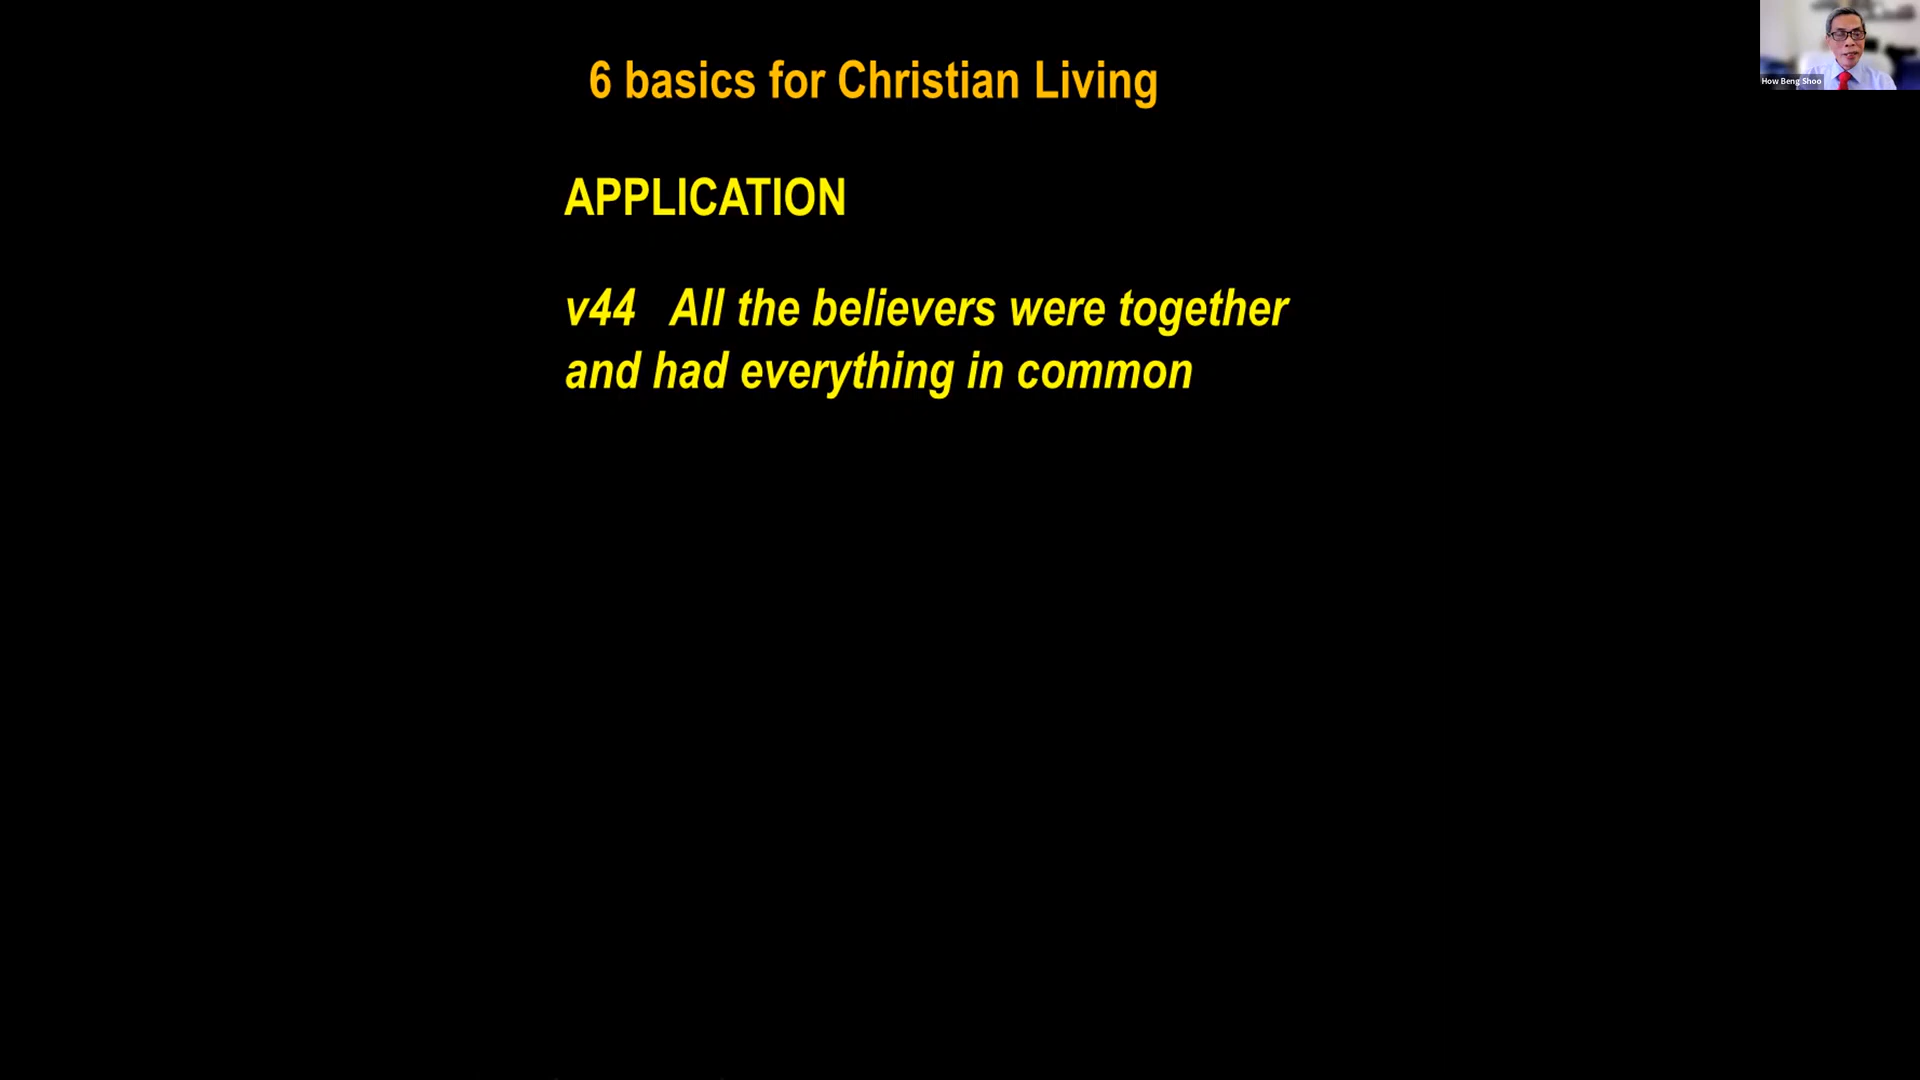 6 basics for Christian Living
How Beng Shoo
APPLICATION
v44 All the believers were together
and had everything in common